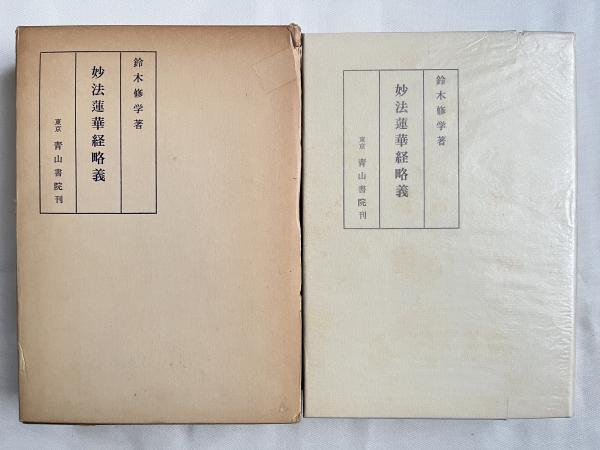 鈴木修学著
妙法蓮華経略義
東京 青山書院刊
鈴木修学著
妙法蓮華経略義
東京 青山書院刊